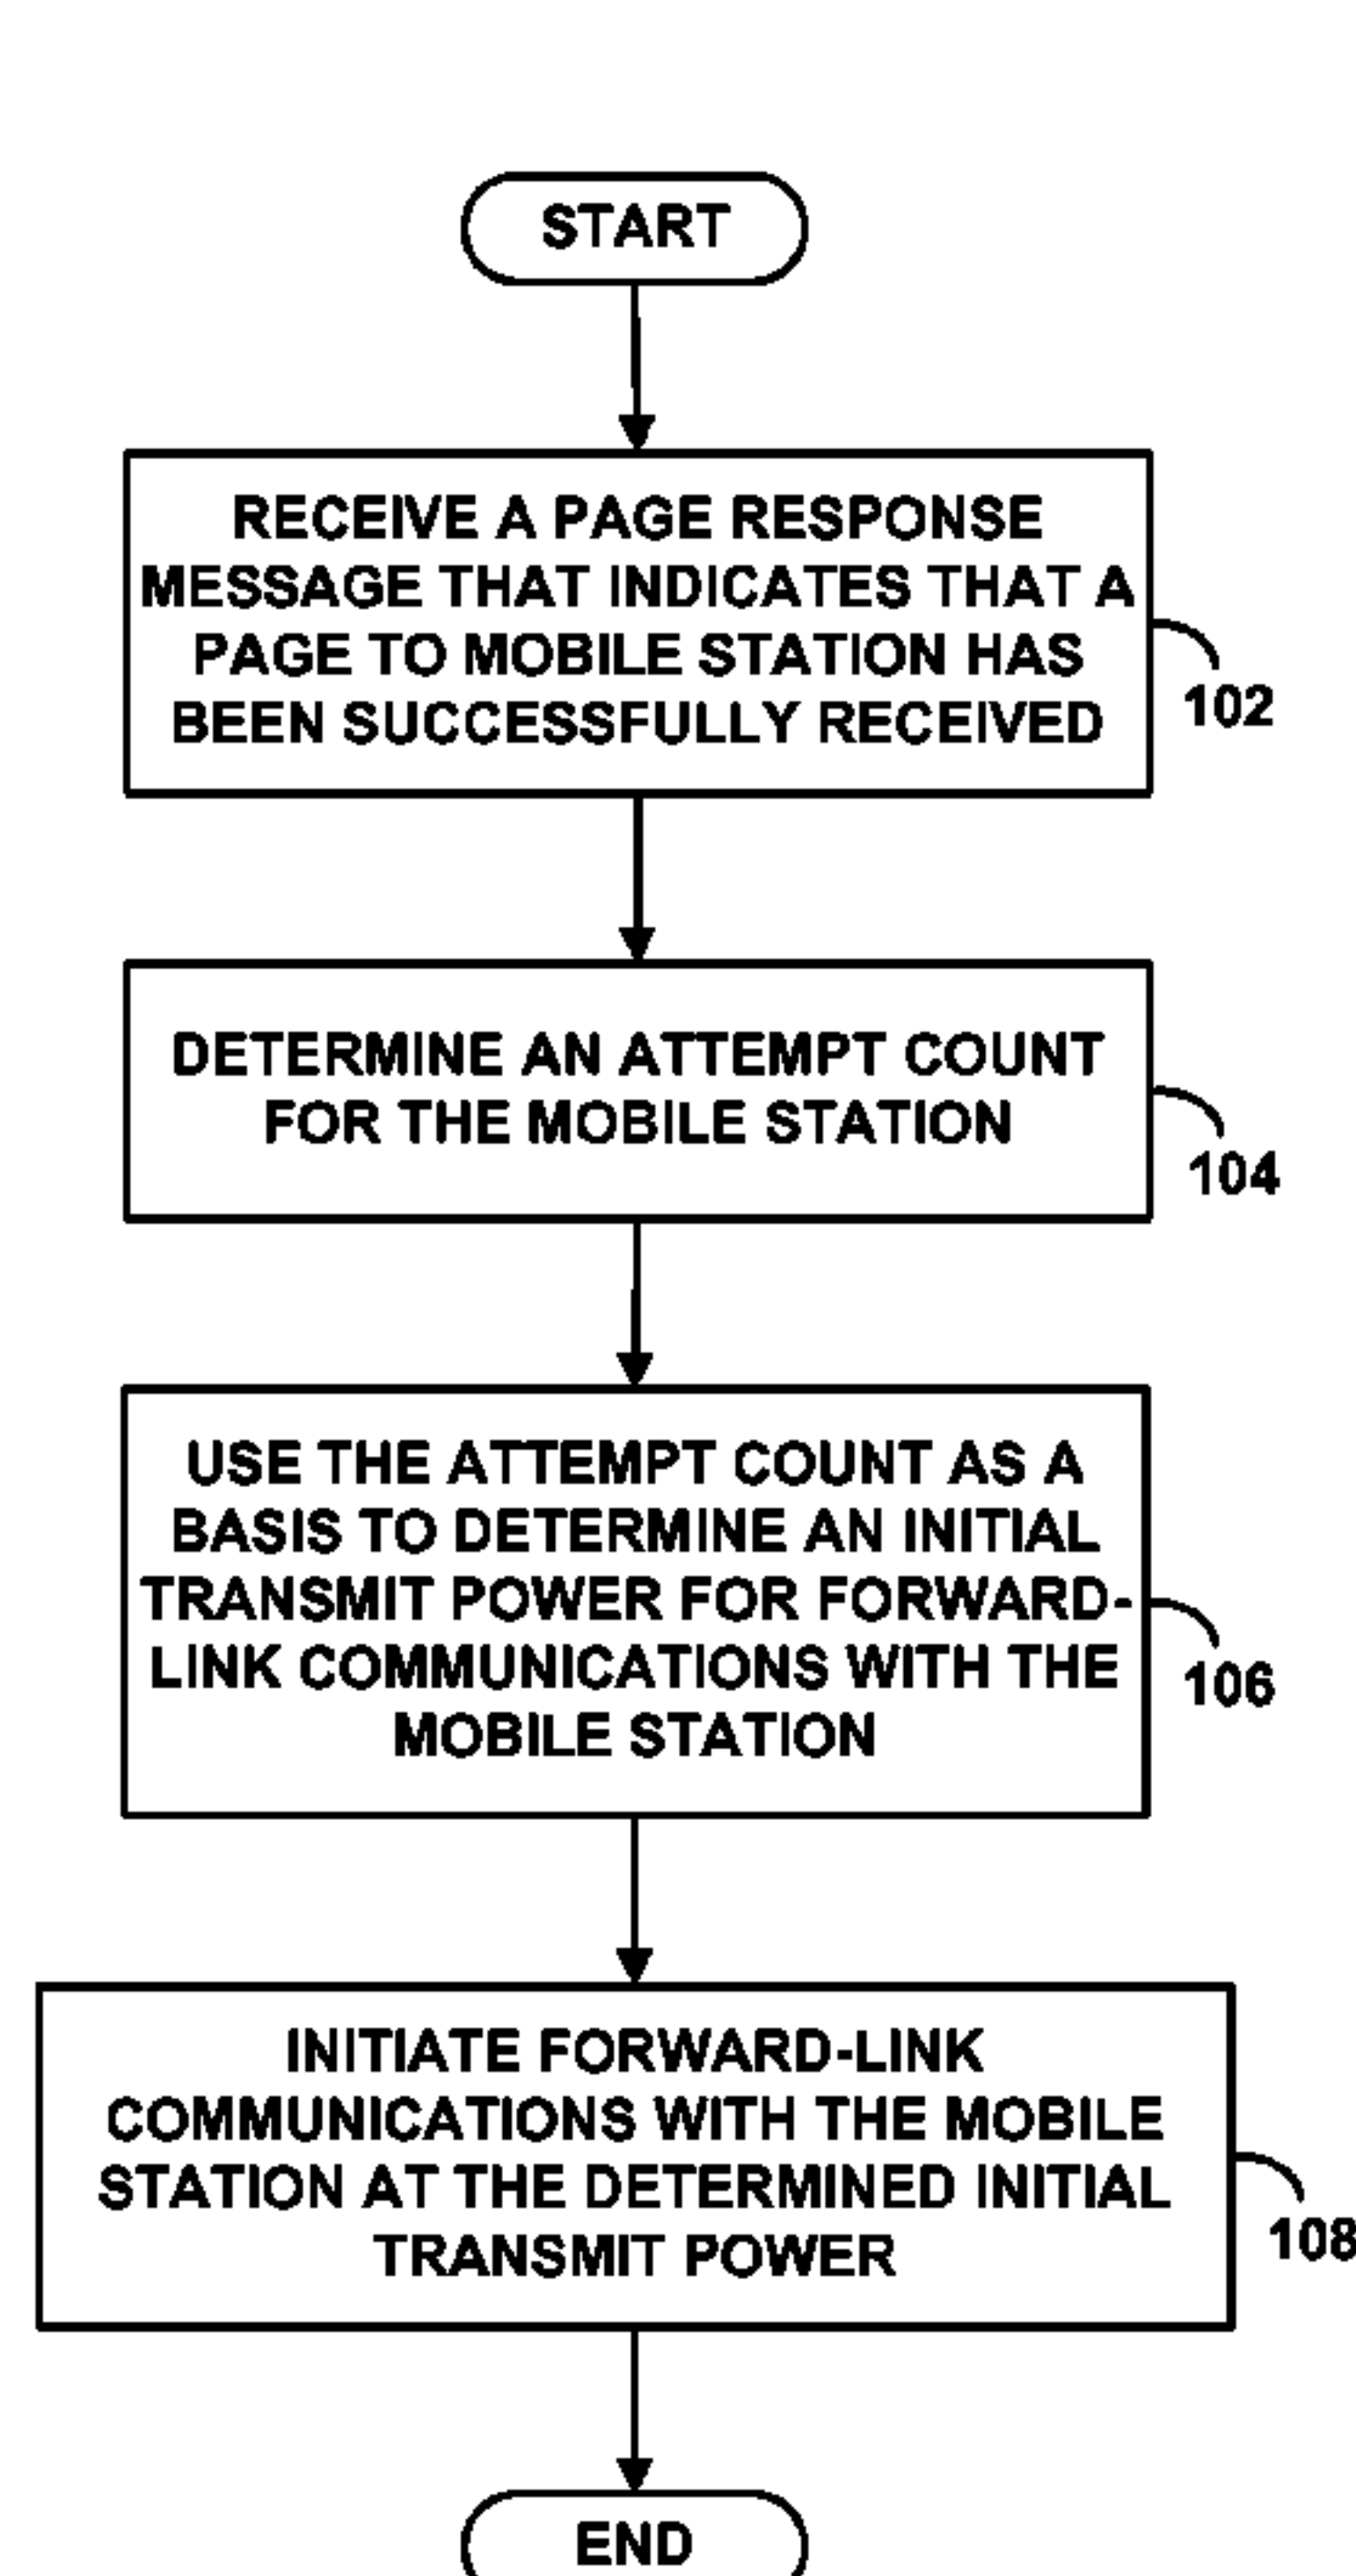 START
RECEIVE A PAGE RESPONSE
MESSAGE THAT INDICATES THAT A
PAGE TO MOBILE STATION HAS
BEEN SUCCESSFULLY RECEIVED
102
DETERMINE AN ATTEMPT COUNT
FOR THE MOBILE STATION
104
USE THE ATTEMPT COUNT AS A
BASIS TO DETERMINE AN INITIAL
TRANSMIT POWER FOR FORWARD-
LINK COMMUNICATIONS WITH THE
MOBILE STATION
106
INITIATE FORWARD-LINK
COMMUNICATIONS WITH THE MOBILE
STATION AT THE DETERMINED INITIAL
TRANSMIT POWER
108
END